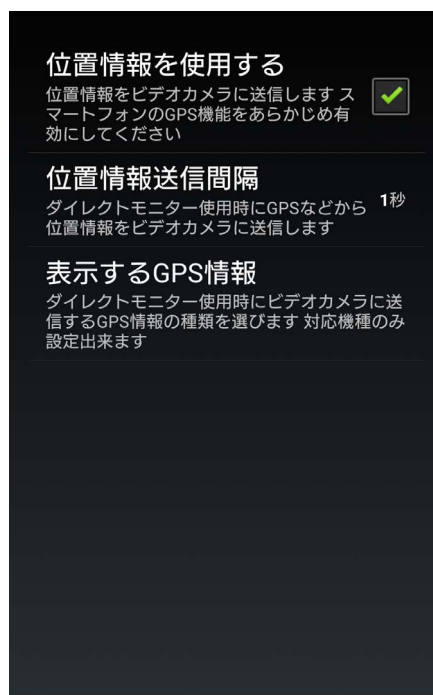 位置情報を使用する
位置情報をビデオカメラに送信します ス
マートフォンのGPS機能をあらかじめ有
効にしてください
位置情報送信間隔
ダイレクトモニター使用時にGPSなどから
位置情報をビデオカメラに送信します
1秒
表示するGPS情報
ダイレクトモニター使用時にビデオカメラに送
信するGPS情報の種類を選びます 対応機種のみ
設定出来ます